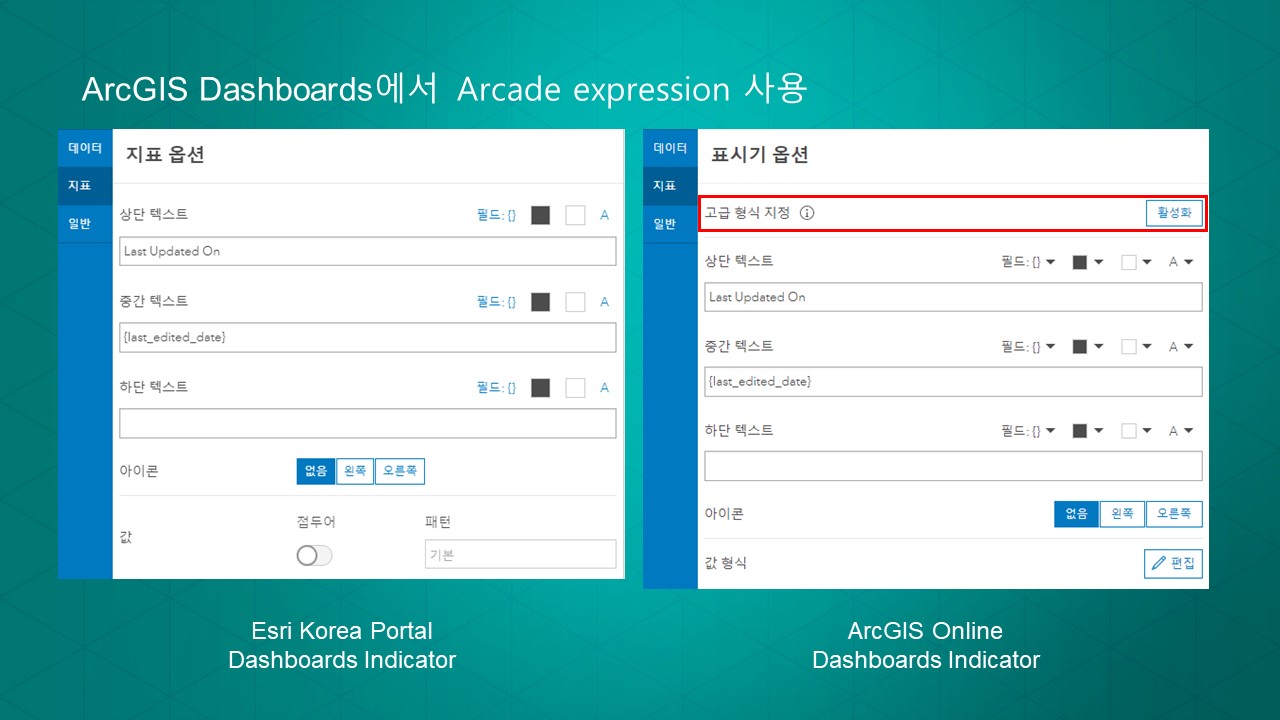 ArcGIS Dashboards에서 Arcade expression 사용
데이터
지표
일반
지표 옵션
상단 텍스트 필드: {} A
Last Updated On
중간 텍스트 필드: {} A
{last_edited_date}
하단 텍스트 필드: {} A
아이콘 없음 왼쪽 오른쪽
값 접두어 패턴
기본
데이터
지표
일반
표시기 옵션
고급 형식 지정 활성화
상단 텍스트 필드: {} A
Last Updated On
중간 텍스트 필드: {} A
{last_edited_date}
하단 텍스트 필드: {} A
아이콘 없음 왼쪽 오른쪽
값 형식 편집
Esri Korea Portal
Dashboards Indicator
ArcGIS Online
Dashboards Indicator